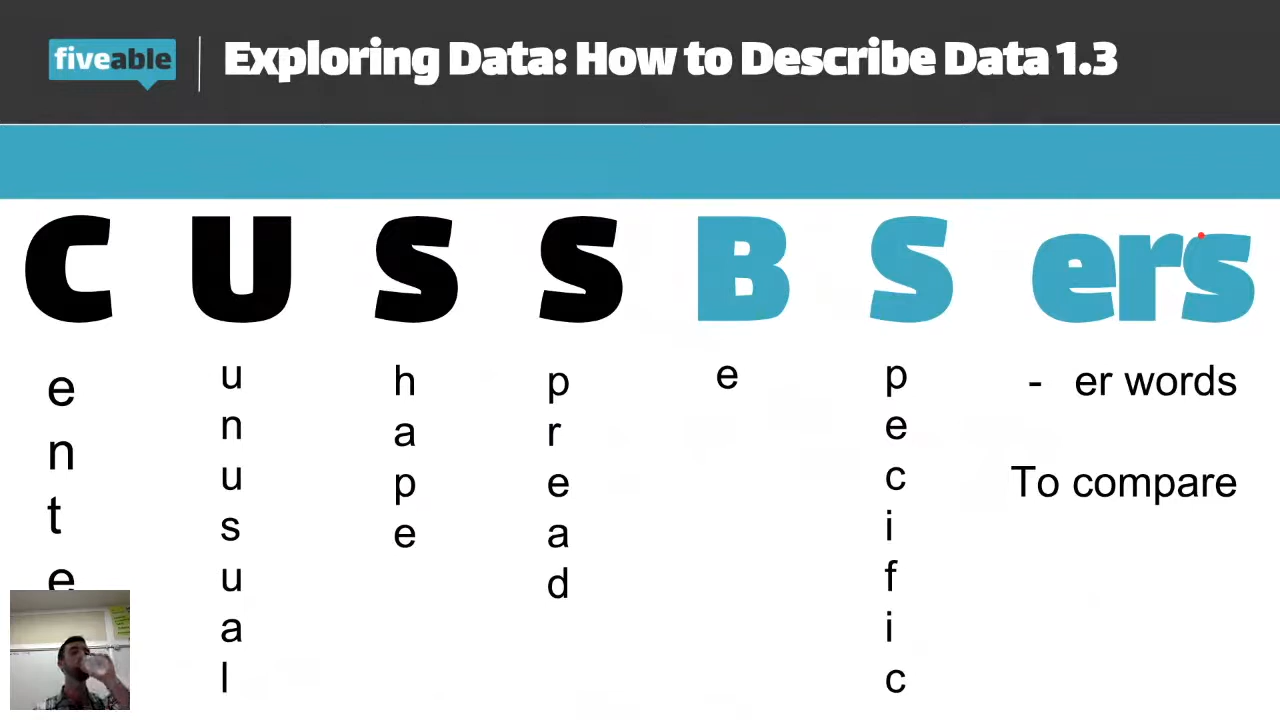 fiveable
Exploring Data: How to Describe Data 1.3
C U S S B S ers
e
n
t
e
u
n
u
s
u
a
l
h
a
p
e
p
r
e
a
d
e
p
e
c
i
f
i
c
- er words
To compare